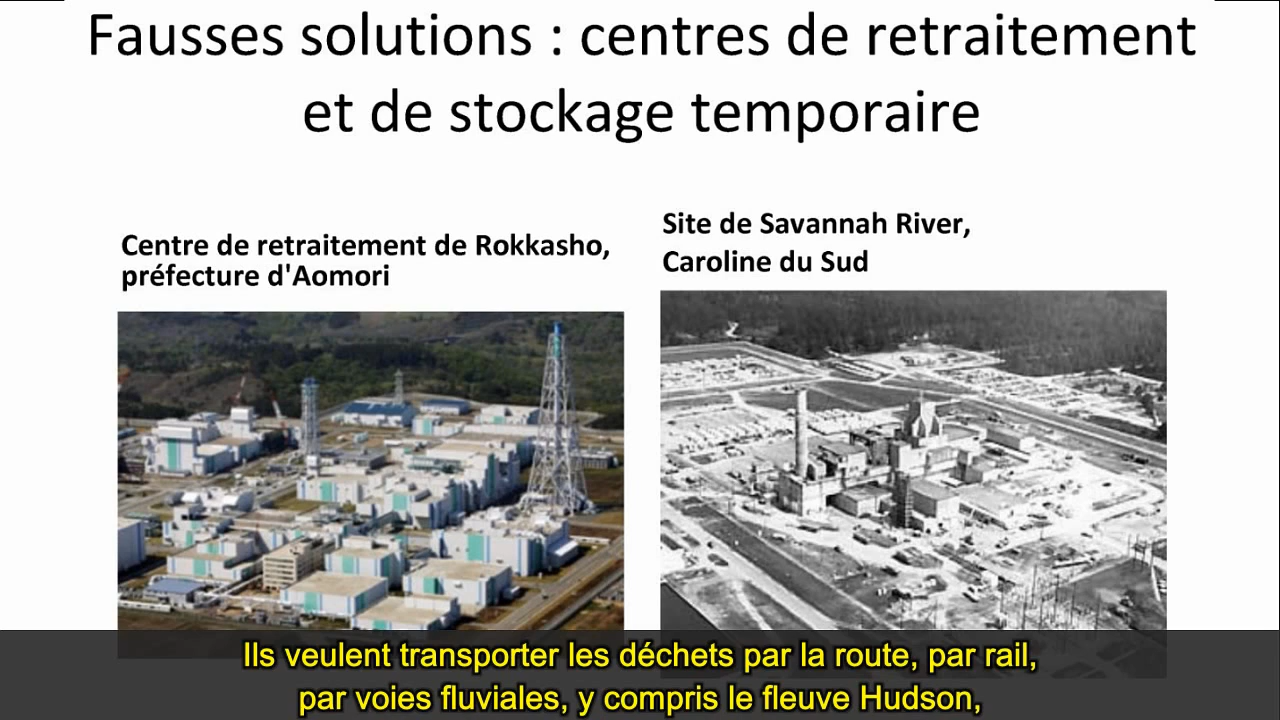 Fausses solutions : centres de retraitement
et de stockage temporaire
Centre de retraitement de Rokkasho,
préfecture d'Aomori
Site de Savannah River,
Caroline du Sud
Ils veulent transporter les déchets par la route, par rail,
par voies fluviales, y compris le fleuve Hudson,